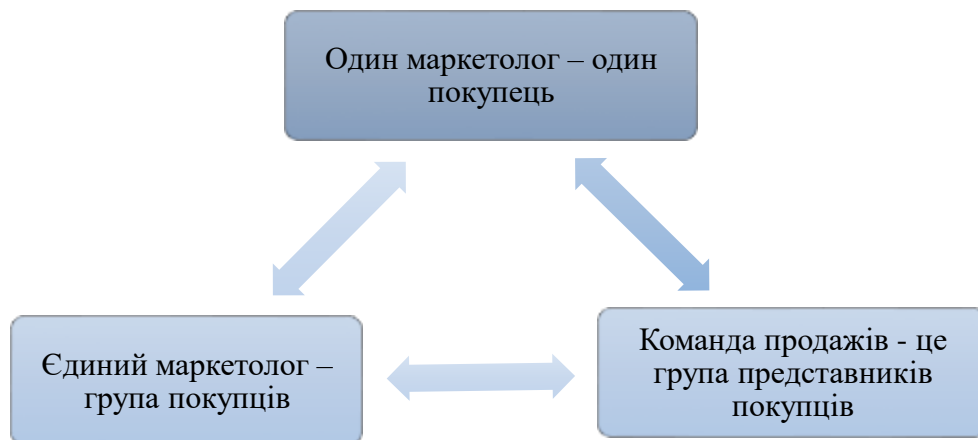 Один маркетолог – один
покупець
Єдиний маркетолог –
група покупців
Команда продажів - це
група представників
покупців